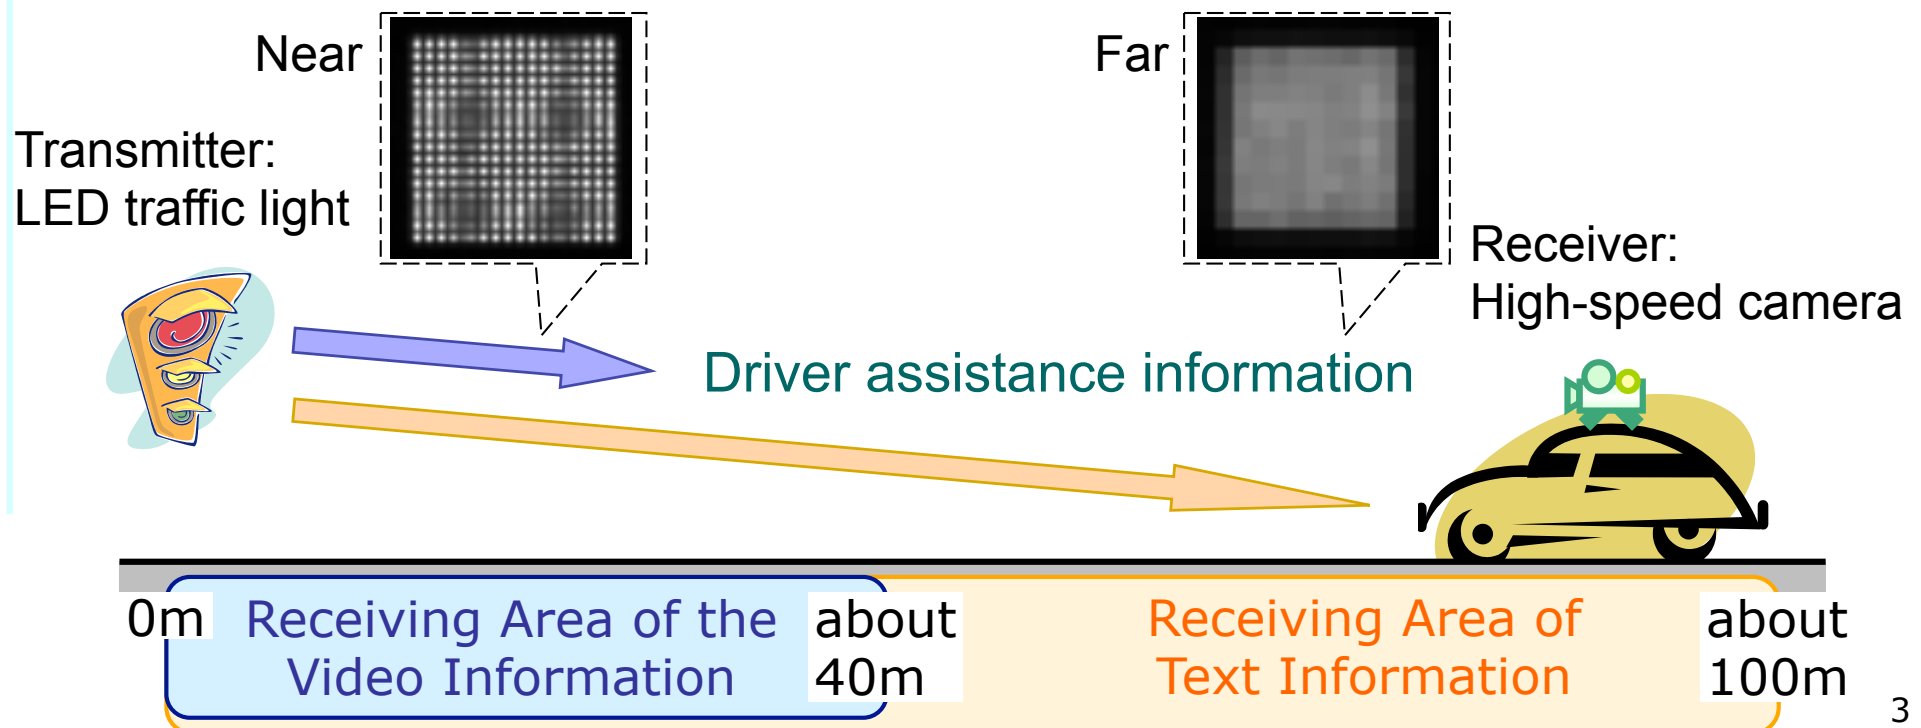 Near
Far
Transmitter:
LED traffic light
Receiver:
High-speed camera
Driver assistance information
0m
Receiving Area of the
Video Information
about
40m
Receiving Area of
Text Information
about
100m
3